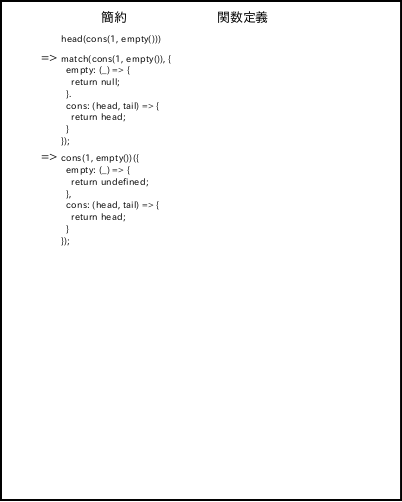 簡約 関数定義
head(cons(1, empty()))
=> match(cons(1, empty()), {
empty: (_) => {
return null;
}.
cons: (head, tail) => {
return head;
}
});
=> cons(1, empty())({
empty: (_) => {
return undefined;
},
cons: (head, tail) => {
return head;
}
});